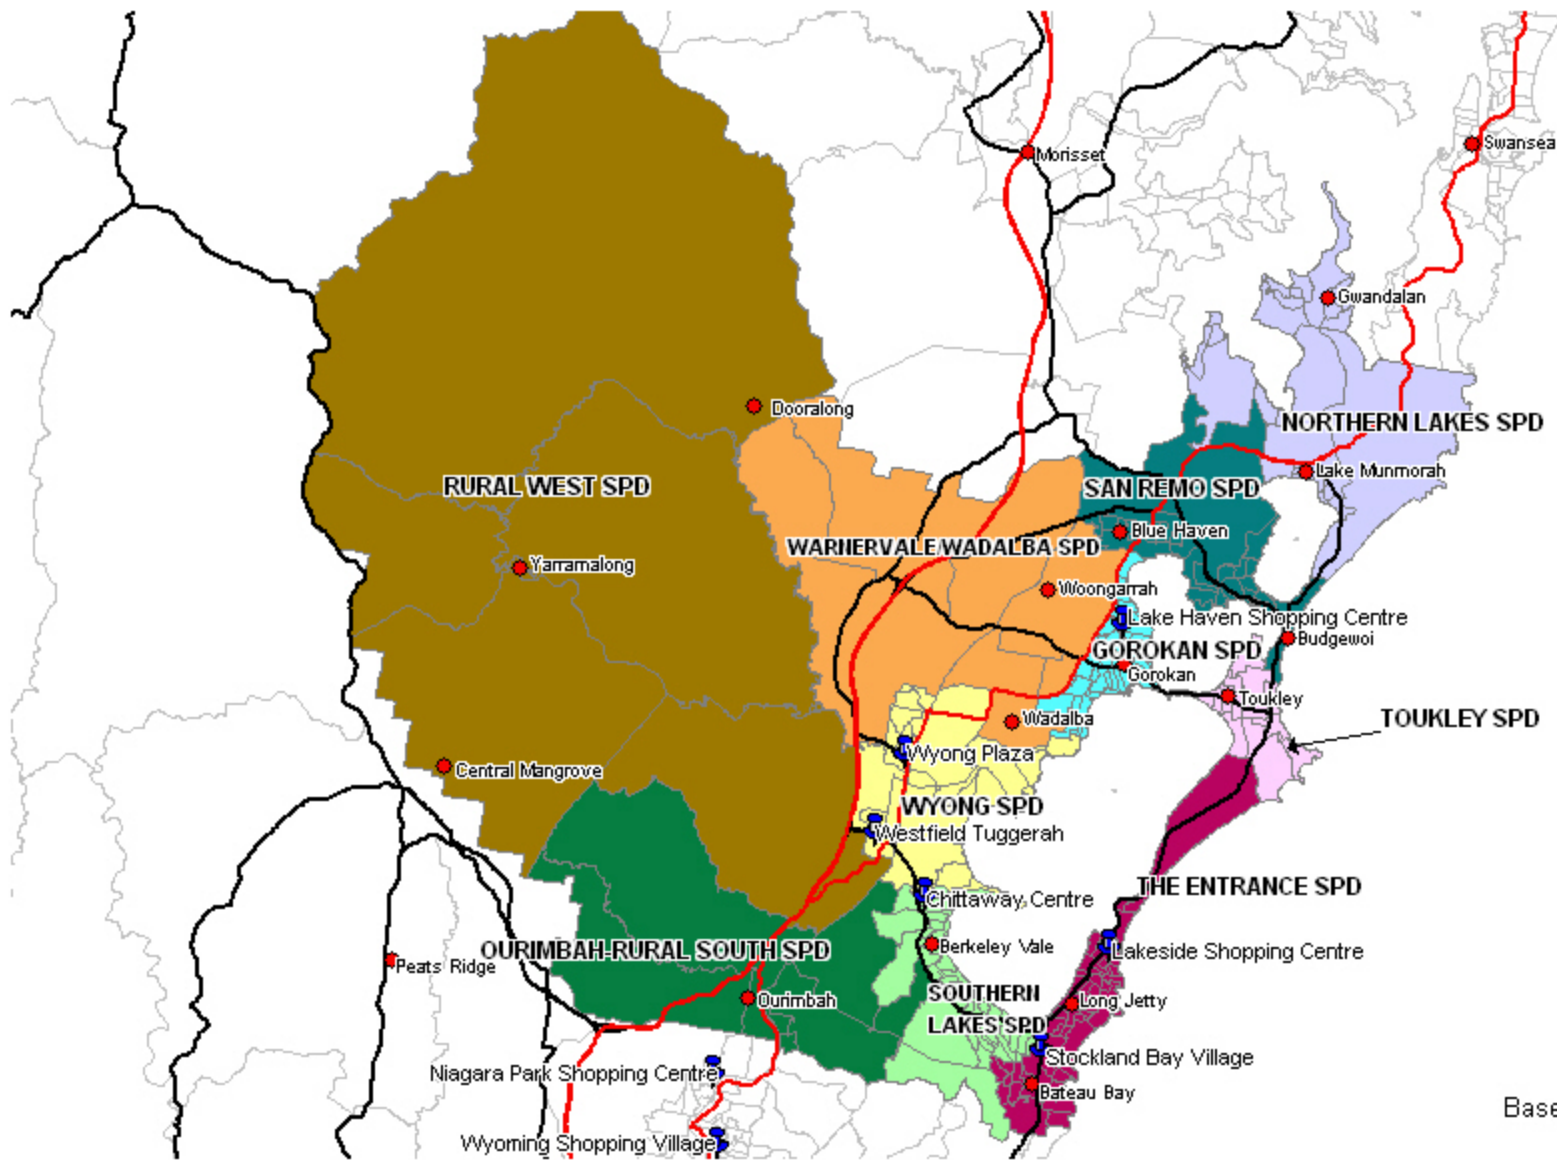 Morisset
Swansea
Gwandalan
Dooralong
NORTHERN LAKES SPD
Lake Munmorah
RURAL WEST SPD
SAN REMO SPD
Blue Haven
WARNERVALE/WADALBA SPD
Yarramalong
Woongarrah
Lake Haven Shopping Centre
Budgewoi
GOROKAN SPD
Gorokan
Toukley
TOUKLEY SPD
Wadalba
Wyong Plaza
Central Mangrove
WYONG SPD
Westfield Tuggerah
THE ENTRANCE SPD
Chittaway Centre
Berkeley Vale
Lakeside Shopping Centre
OURIMBAH-RURAL SOUTH SPD
Peats Ridge
SOUTHERN
LAKES SPD
Ourimbah
Long Jetty
Stockland Bay Village
Niagara Park Shopping Centre
Bateau Bay
Base
Wyoming Shopping Village